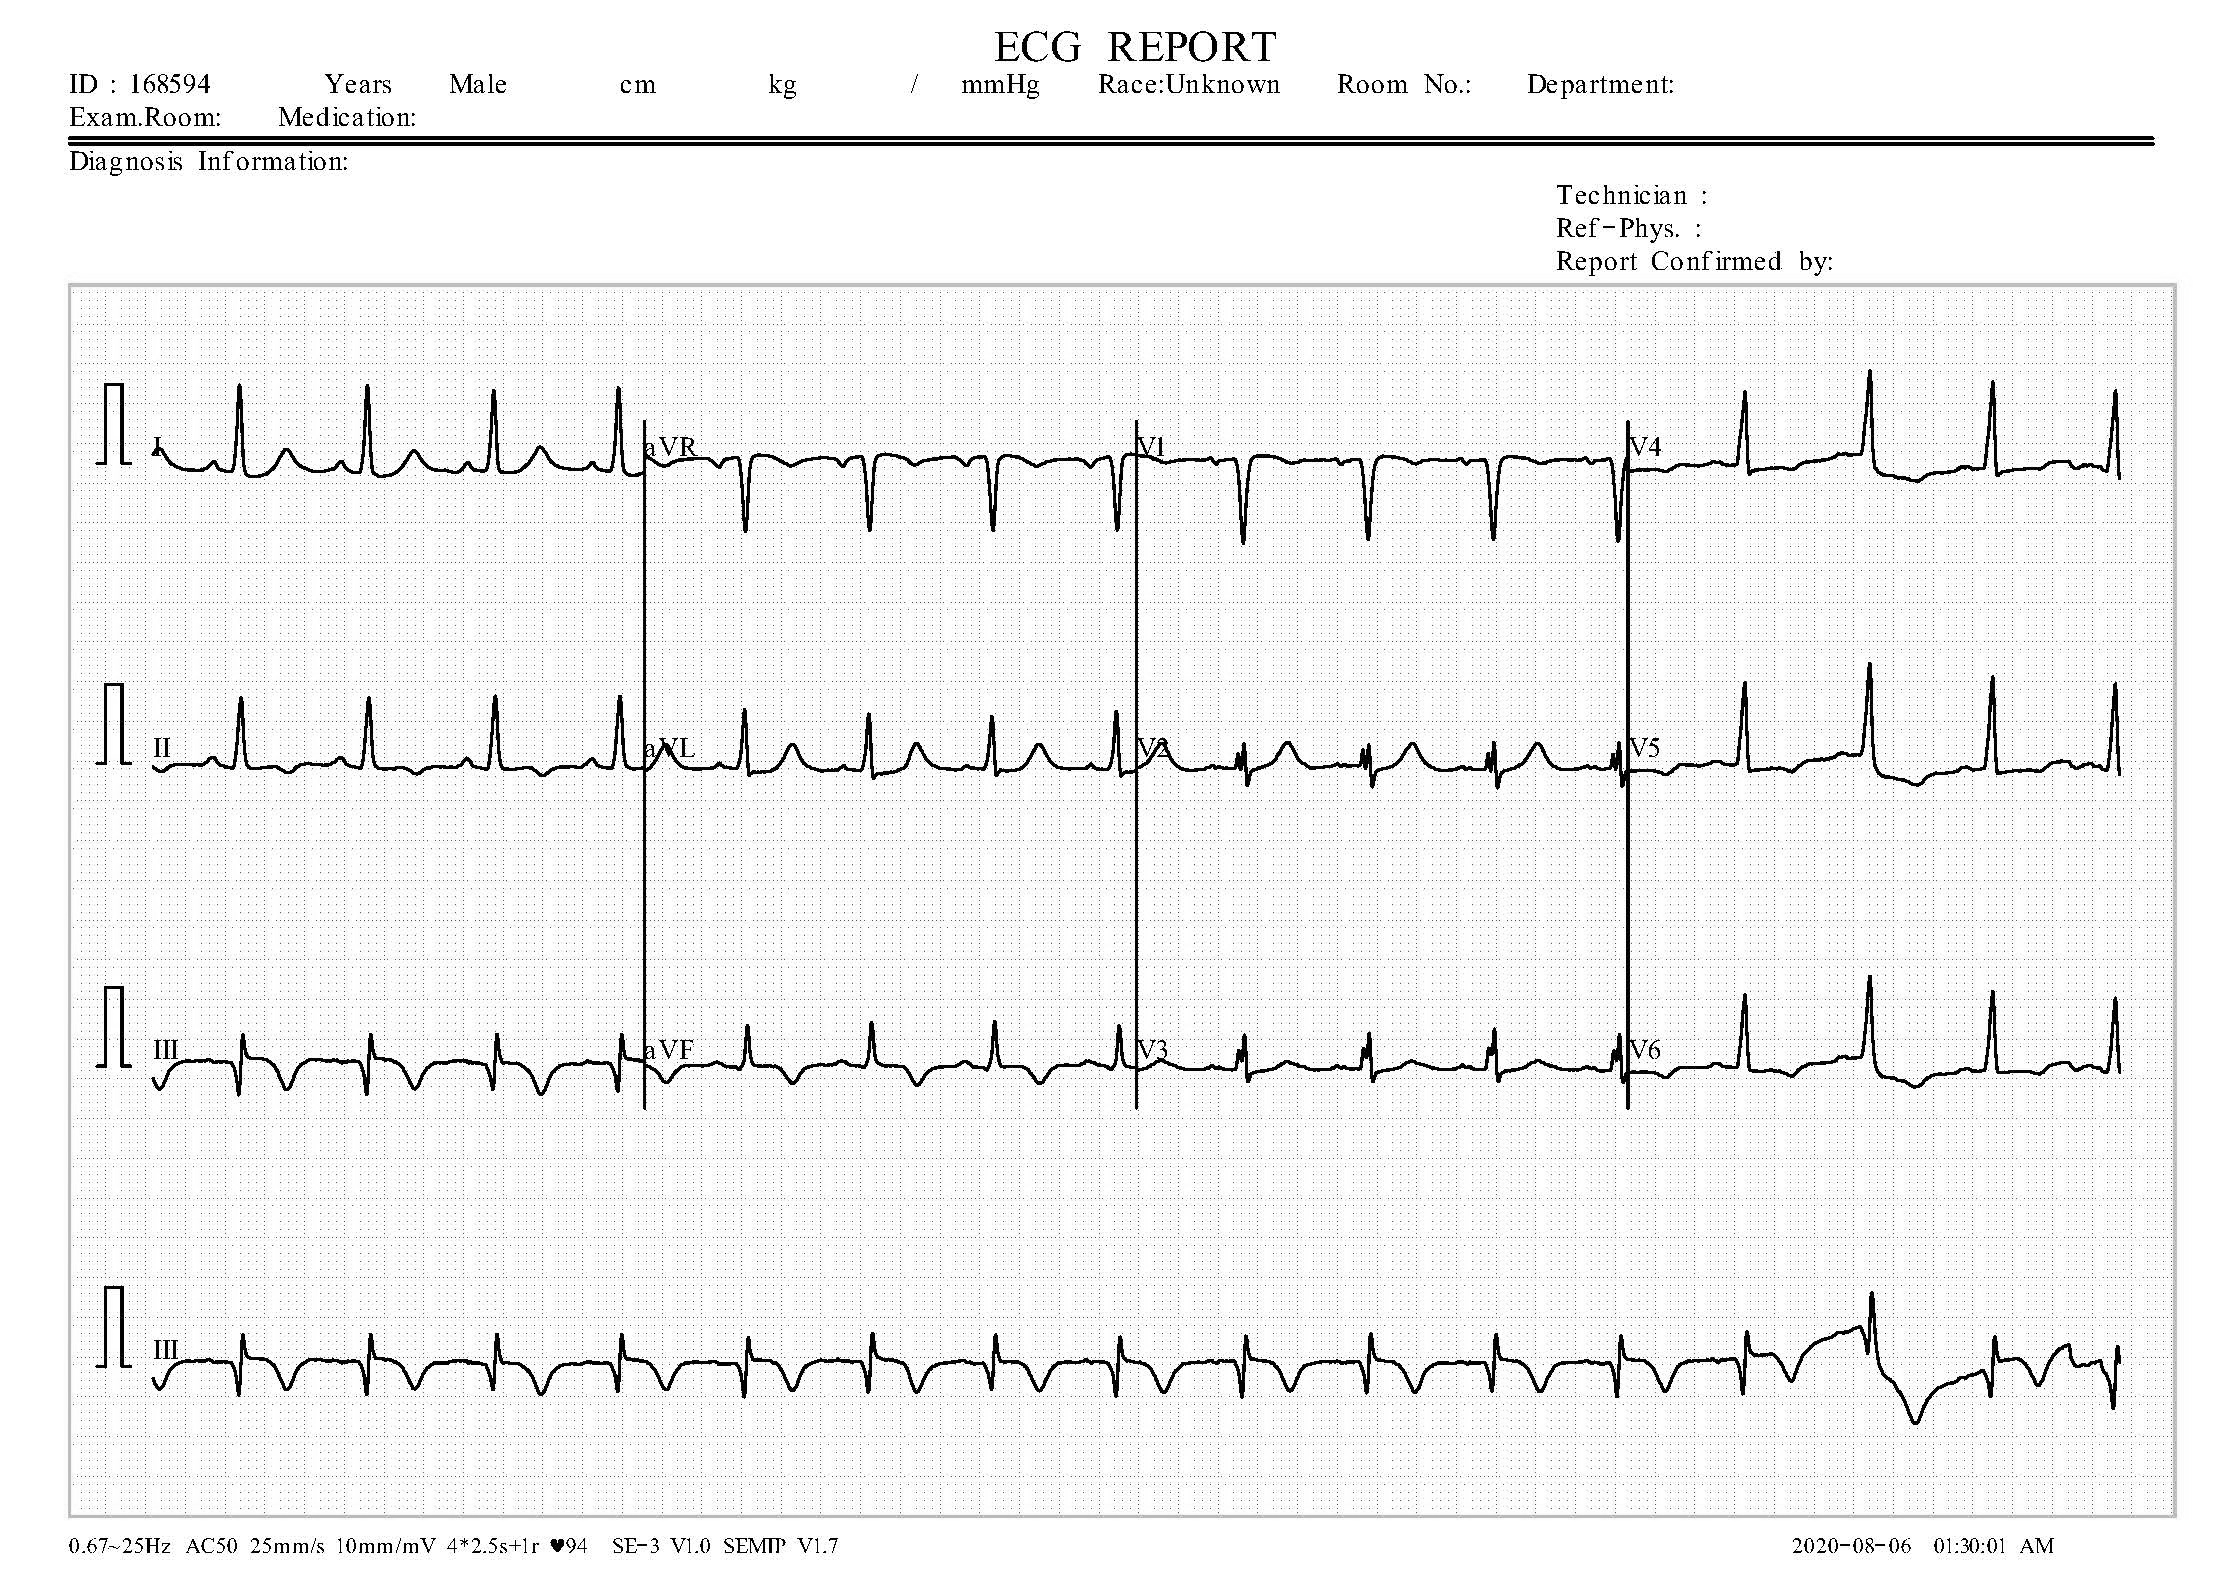 ECG REPORT
ID : 168594 Years Male cm kg / mmHg Race:Unknown Room No.: Department:
Exam.Room: Medication:
Diagnosis Information:
Technician :
Ref-Phys. :
Report Confirmed by:
I aVR V1 V4
II aVL V2 V5
III aVF V3 V6
III
0.67~25Hz AC50 25mm/s 10mm/mV 4*2.5s+1r ♥94 SE-3 V1.0 SEMIP V1.7 2020-08-06 01:30:01 AM